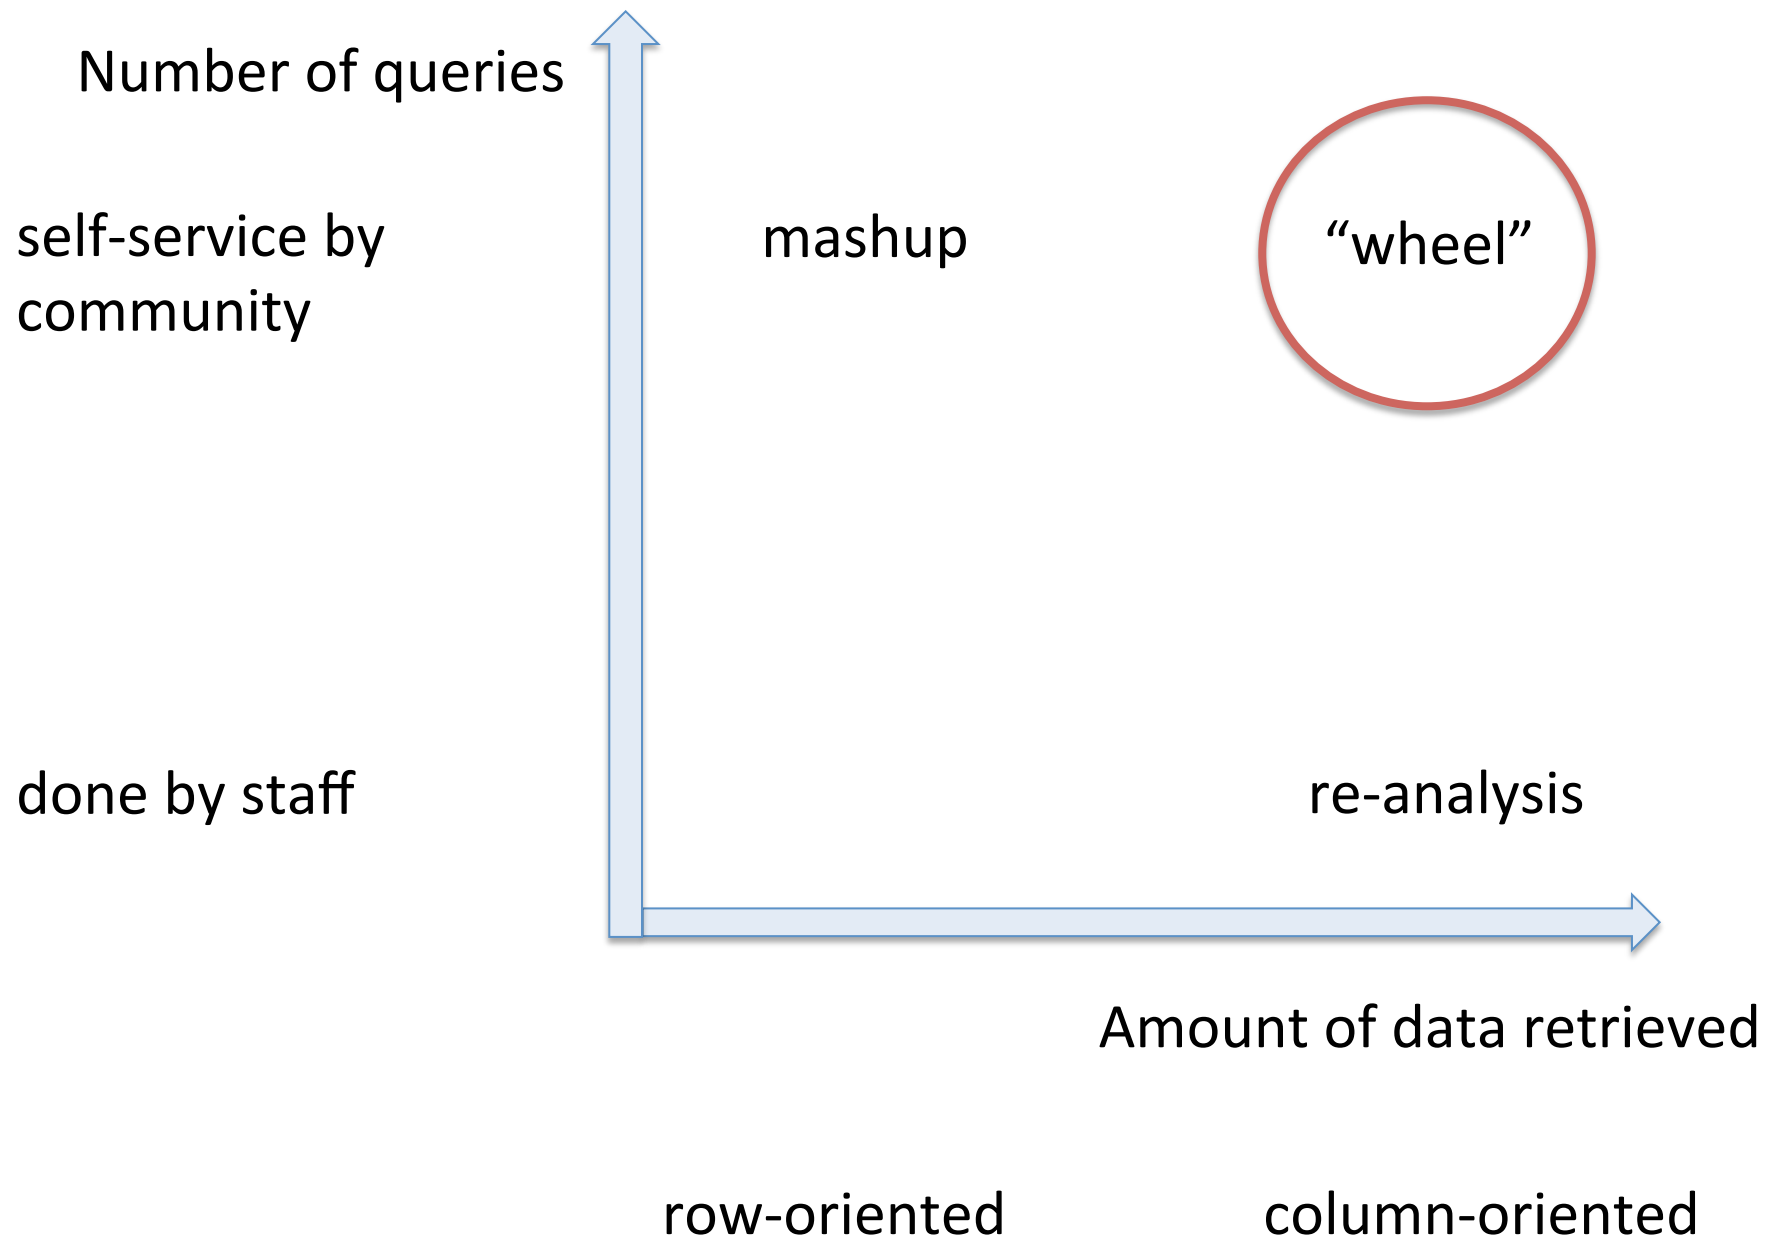 Number of queries
self-service by
community
mashup
“wheel”
done by staff
re-analysis
Amount of data retrieved
row-oriented
column-oriented